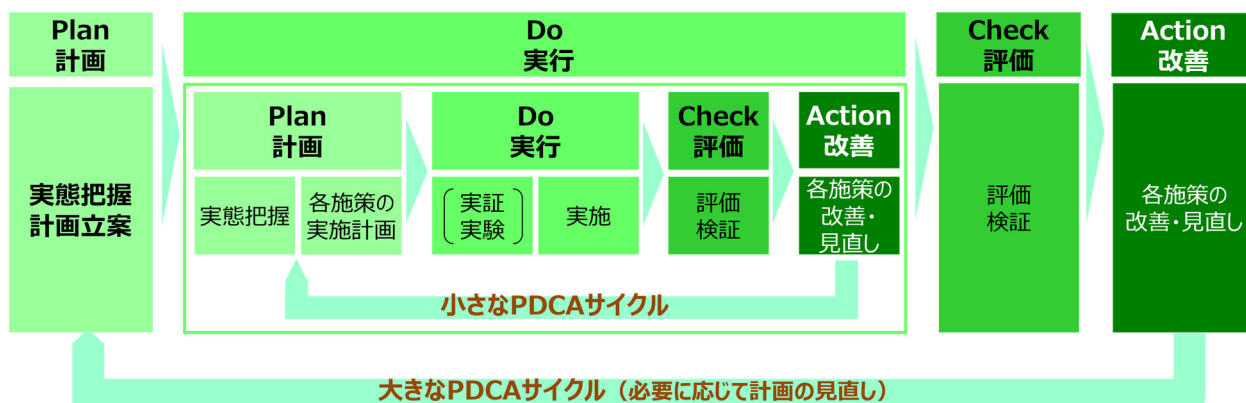 Plan
計画
Do
実行
Check
評価
Action
改善
実態把握
計画立案
Plan
計画
Do
実行
Check
評価
Action
改善
実態把握
各施策の
実施計画
実証
実験
実施
評価
検証
各施策の
改善・
見直し
小さなPDCAサイクル
評価
検証
各施策の
改善・見直し
大きなPDCAサイクル（必要に応じて計画の見直し）